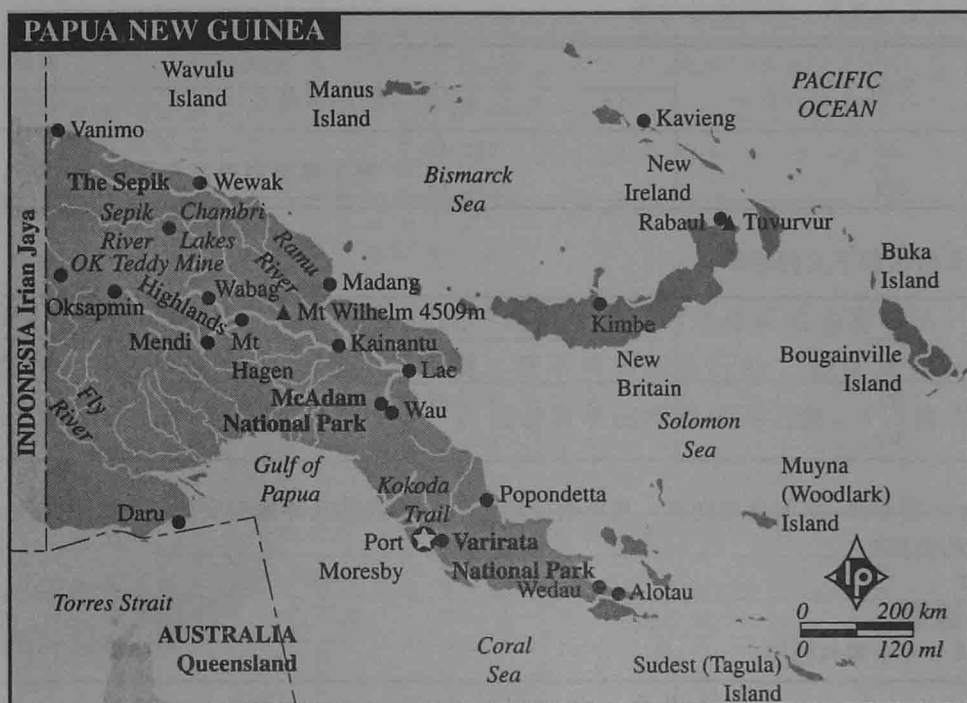 PAPUA NEW GUINEA
Wavulu
Island
Manus
Island
PACIFIC
OCEAN
Vanimo
Kavieng
The Sepik
Wewak
Bismarck
Sea
New
Ireland
Sepik
River
Chambri
Lakes
Ramu
River
Rabaul
Tuvurvur
Buka
Island
OK Teddy Mine
Oksapmin
Highlands
Wabag
Madang
Mt Wilhelm 4509m
Kimbe
Mendi
Mt
Hagen
Kainantu
New
Britain
Bougainville
Island
Lae
INDONESIA Irian Jaya
Fly
River
McAdam
National Park
Wau
Solomon
Sea
Gulf of
Papua
Kokoda
Trail
Popondetta
Muyna
(Woodlark)
Island
Daru
Port
Moresby
Varirata
National Park
Wedau
Alotau
lp
Torres Strait
0 200 km
0 120 ml
AUSTRALIA
Queensland
Coral
Sea
Sudest (Tagula)
Island